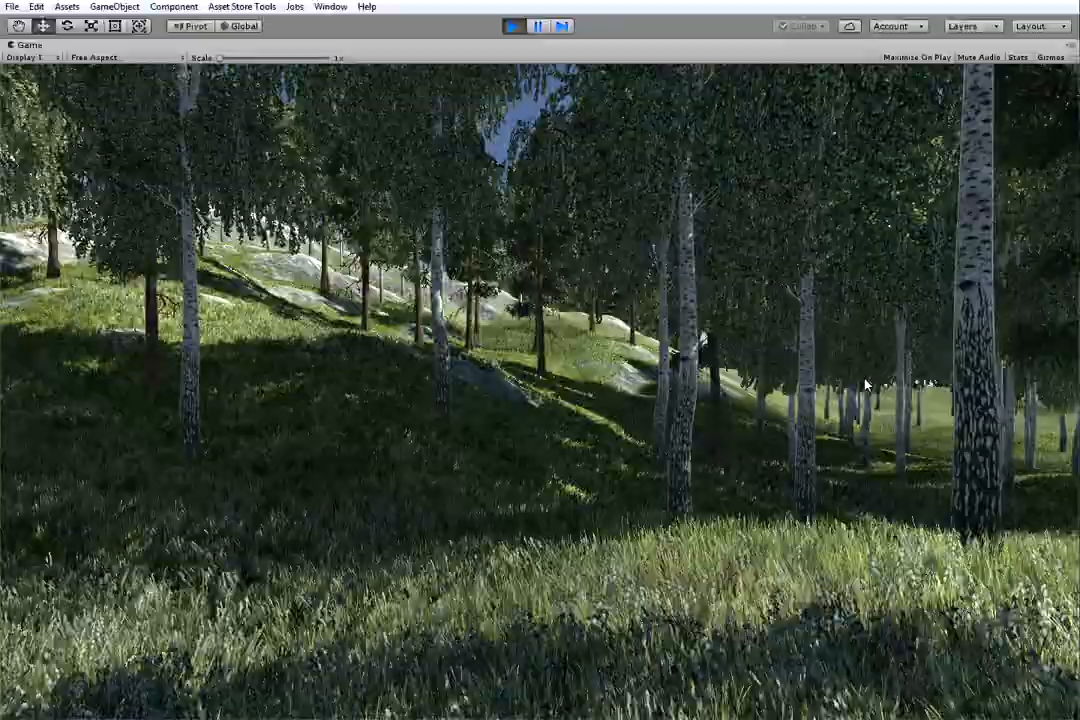 File Edit Assets GameObject Component Asset Store Tools Jobs Window Help
Pivot Global Collab Account Layers Layout
Game
Display 1 Free Aspect Scale 1x Maximize On Play Mute Audio Stats Gizmos